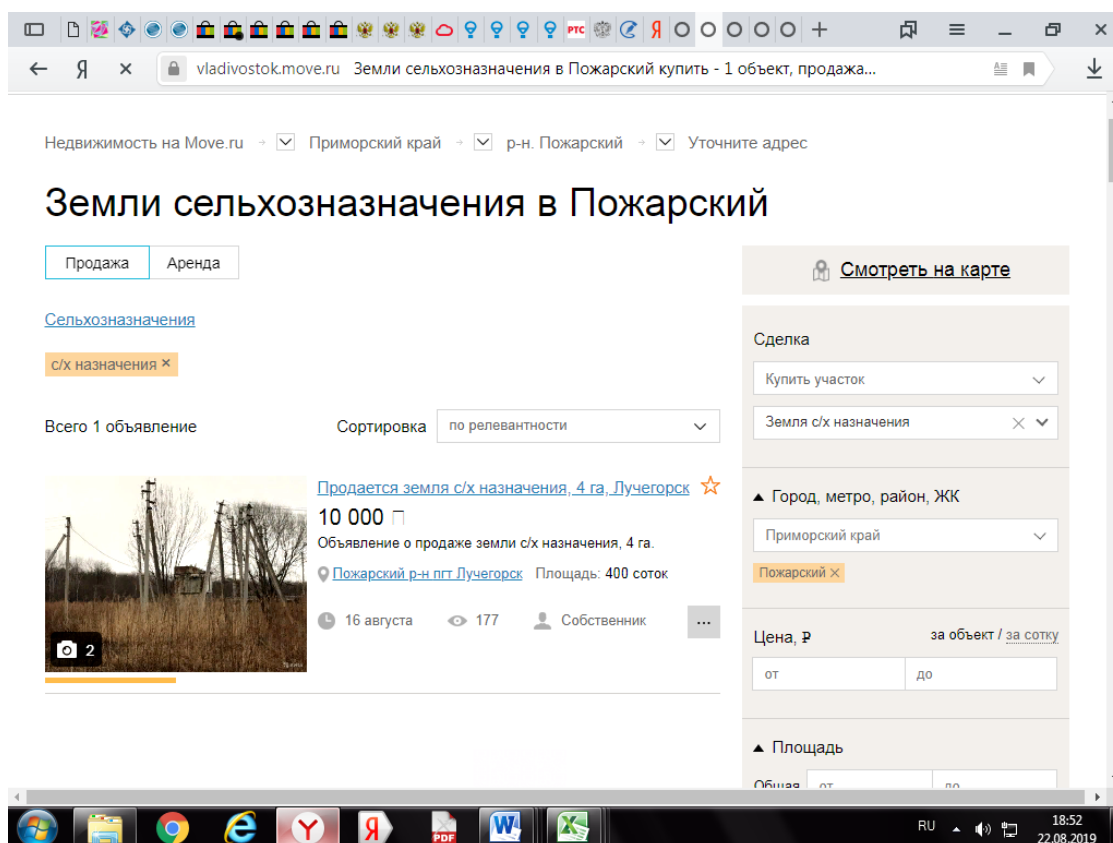 РТС
Я
+
Я
vladivostok.move.ru Земли сельхозназначения в Пожарский купить - 1 объект, продажа...
Недвижимость на Move.ru → Приморский край → р-н. Пожарский → Уточните адрес
Земли сельхозназначения в Пожарский
Продажа Аренда
Смотреть на карте
Сельхозназначения
с/х назначения ×
Всего 1 объявление
Сортировка по релевантности
Продается земля с/х назначения, 4 га, Лучегорск
10 000
Объявление о продаже земли с/х назначения, 4 га.
Пожарский р-н пгт Лучегорск Площадь: 400 соток
16 августа 177 Собственник ...
2
Сделка
Купить участок
Земля с/х назначения
Город, метро, район, ЖК
Приморский край
Пожарский ×
Цена, ₽ за объект / за сотку
от до
Площадь
Общая от до
Y Я PDF W X
RU 18:52
22.08.2019